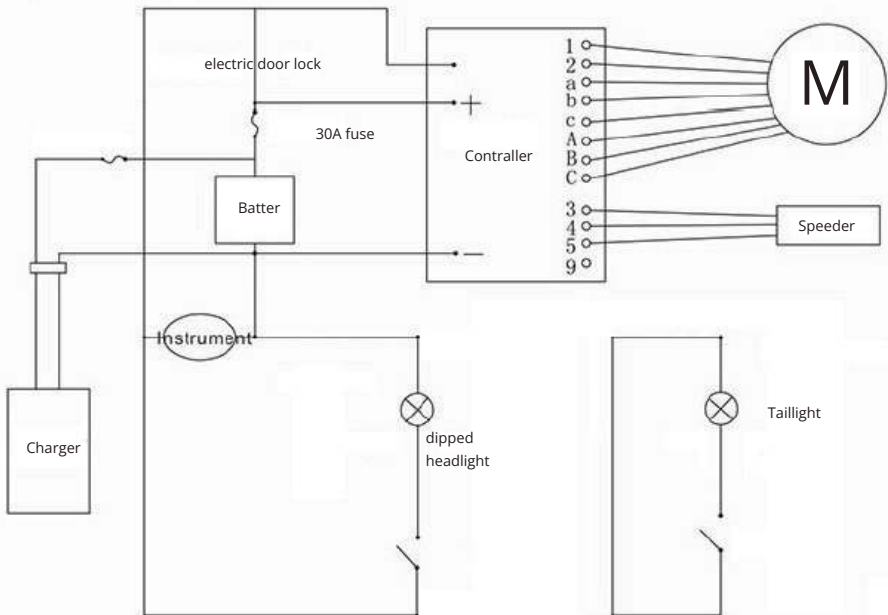 electric door lock
30A fuse
Batter
Charger
Instrument
dipped
headlight
Contraller
+
—
1
2
a
b
c
A
B
C
3
4
5
9
M
Speeder
Taillight